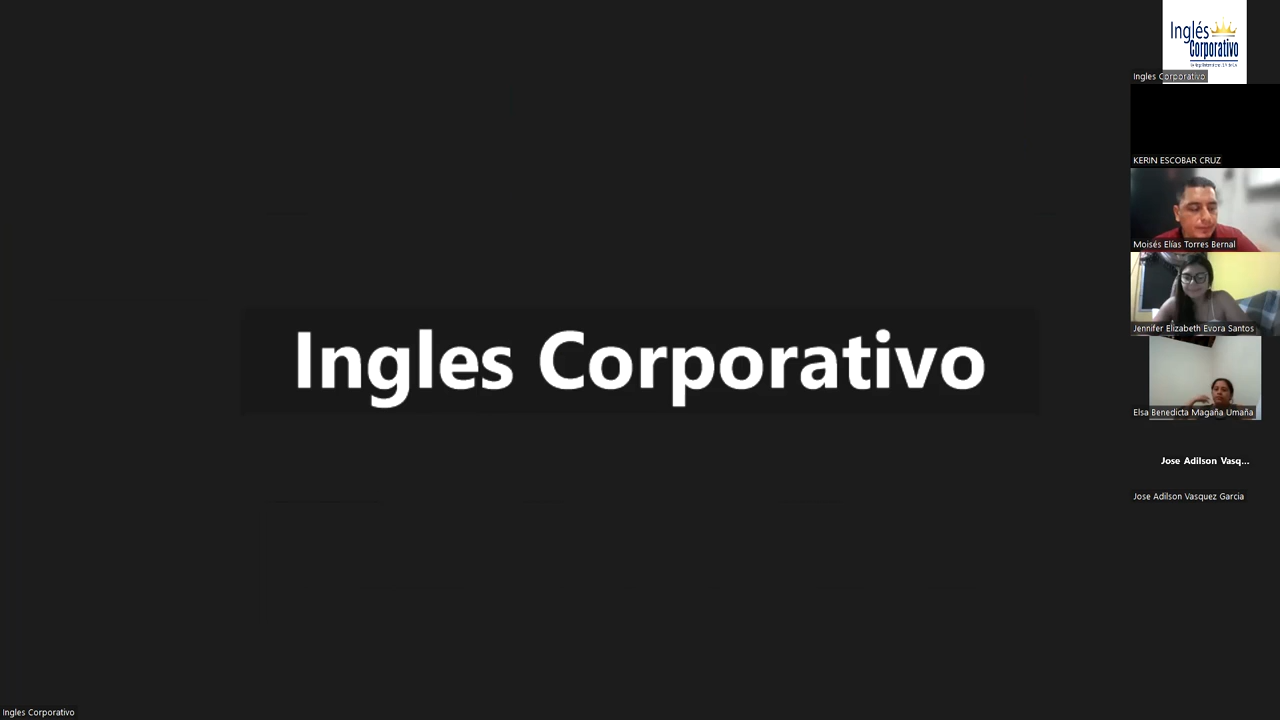 Inglés
Corporativo
Ingles Corporativo
KERIN ESCOBAR CRUZ
Moisés Elías Torres Bernal
Jennifer Elizabeth Evora Santos
Elsa Benedicta Magaña Umaña
Jose Adilson Vasq...
Jose Adilson Vasquez Garcia
Ingles Corporativo
Ingles Corporativo